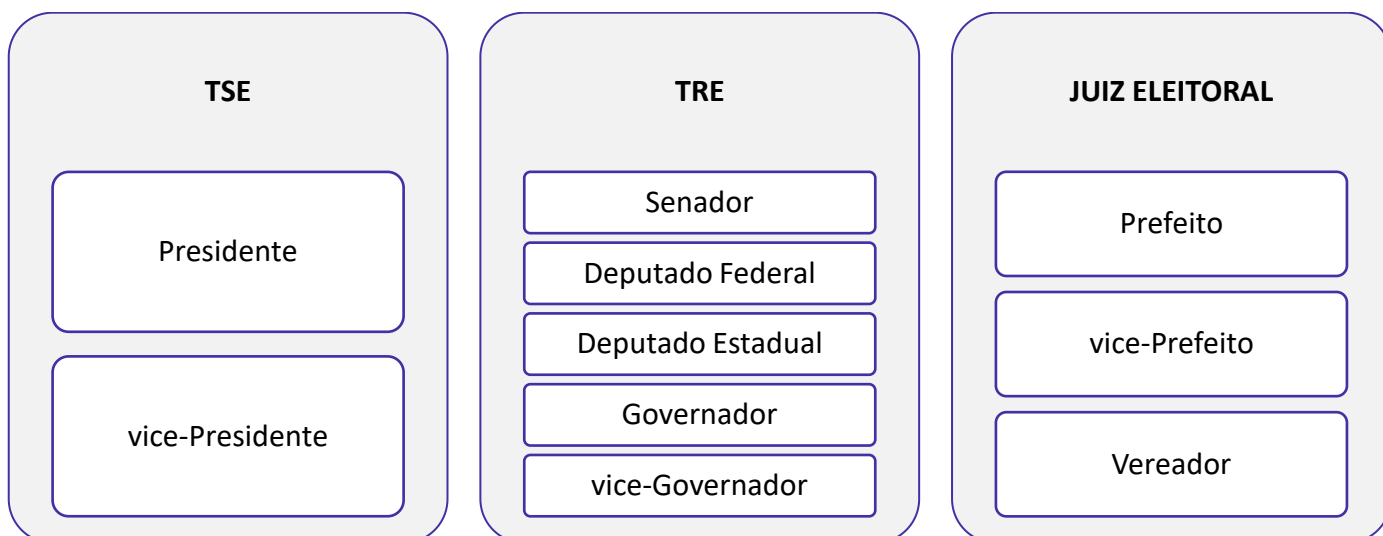 TSE
Presidente
vice-Presidente
TRE
Senador
Deputado Federal
Deputado Estadual
Governador
vice-Governador
JUIZ ELEITORAL
Prefeito
vice-Prefeito
Vereador